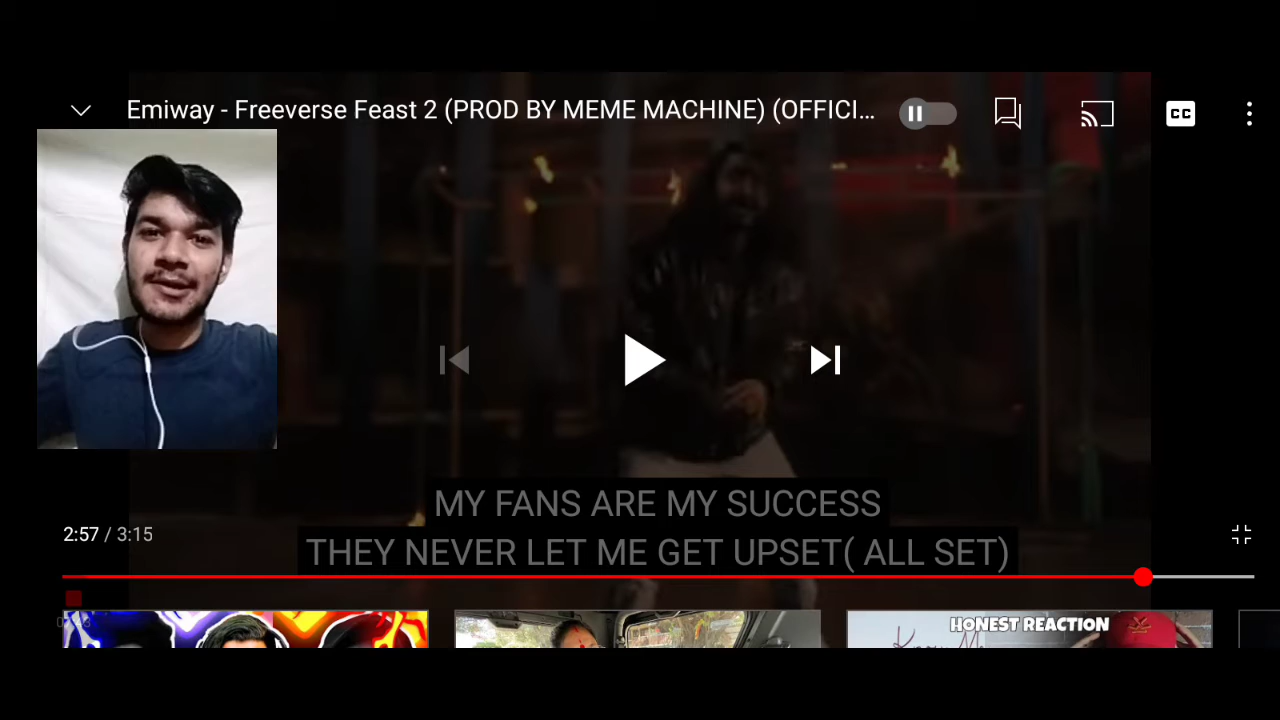 Emiway - Freeverse Feast 2 (PROD BY MEME MACHINE) (OFFICI...
CC
MY FANS ARE MY SUCCESS
THEY NEVER LET ME GET UPSET( ALL SET)
2:57 / 3:15
HONEST REACTION